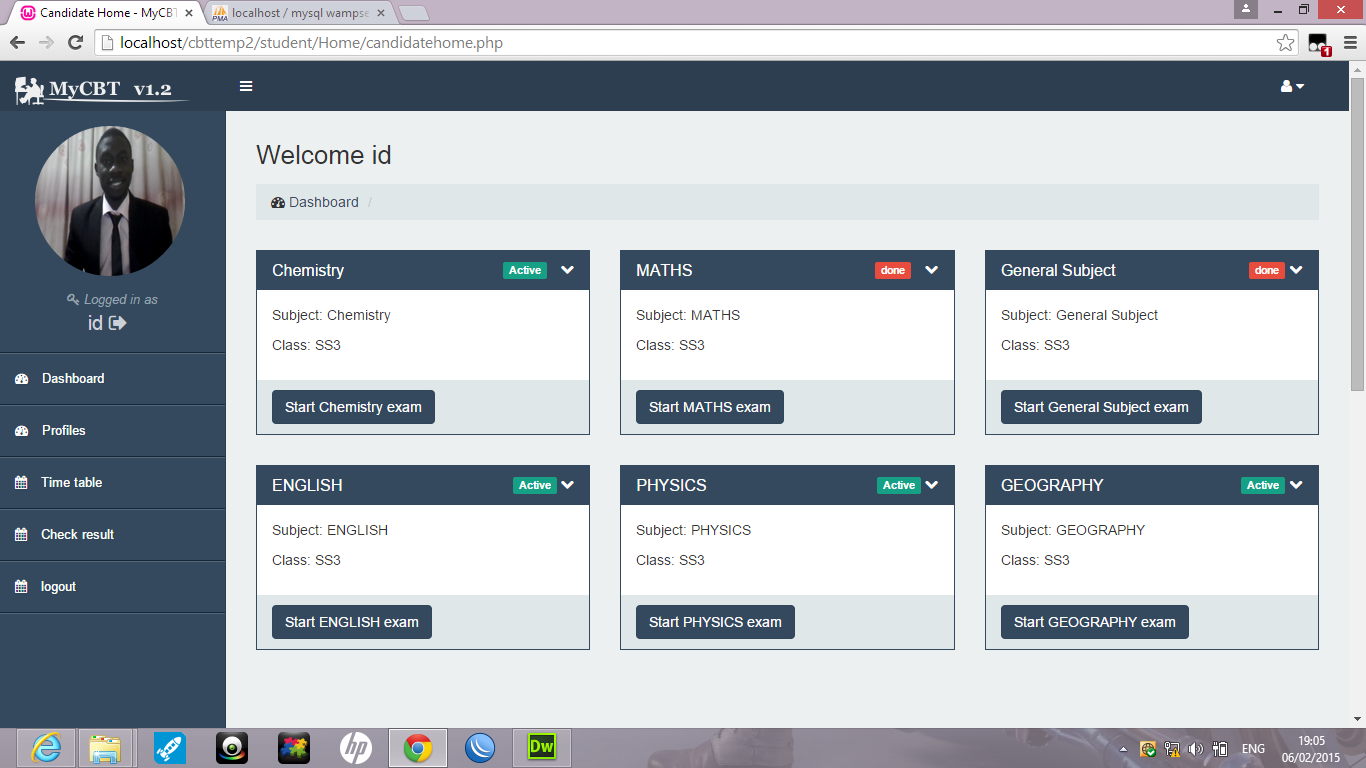 Candidate Home - MyCBT
localhost / mysql wampse
localhost/cbttemp2/student/Home/candidatehome.php
1
MyCBT v1.2
Welcome id
Dashboard /
Logged in as
id
Dashboard
Profiles
Time table
Check result
logout
Chemistry Active
Subject: Chemistry
Class: SS3
Start Chemistry exam
MATHS done
Subject: MATHS
Class: SS3
Start MATHS exam
General Subject done
Subject: General Subject
Class: SS3
Start General Subject exam
ENGLISH Active
Subject: ENGLISH
Class: SS3
Start ENGLISH exam
PHYSICS Active
Subject: PHYSICS
Class: SS3
Start PHYSICS exam
GEOGRAPHY Active
Subject: GEOGRAPHY
Class: SS3
Start GEOGRAPHY exam
hp
Dw
ENG
19:05
06/02/2015